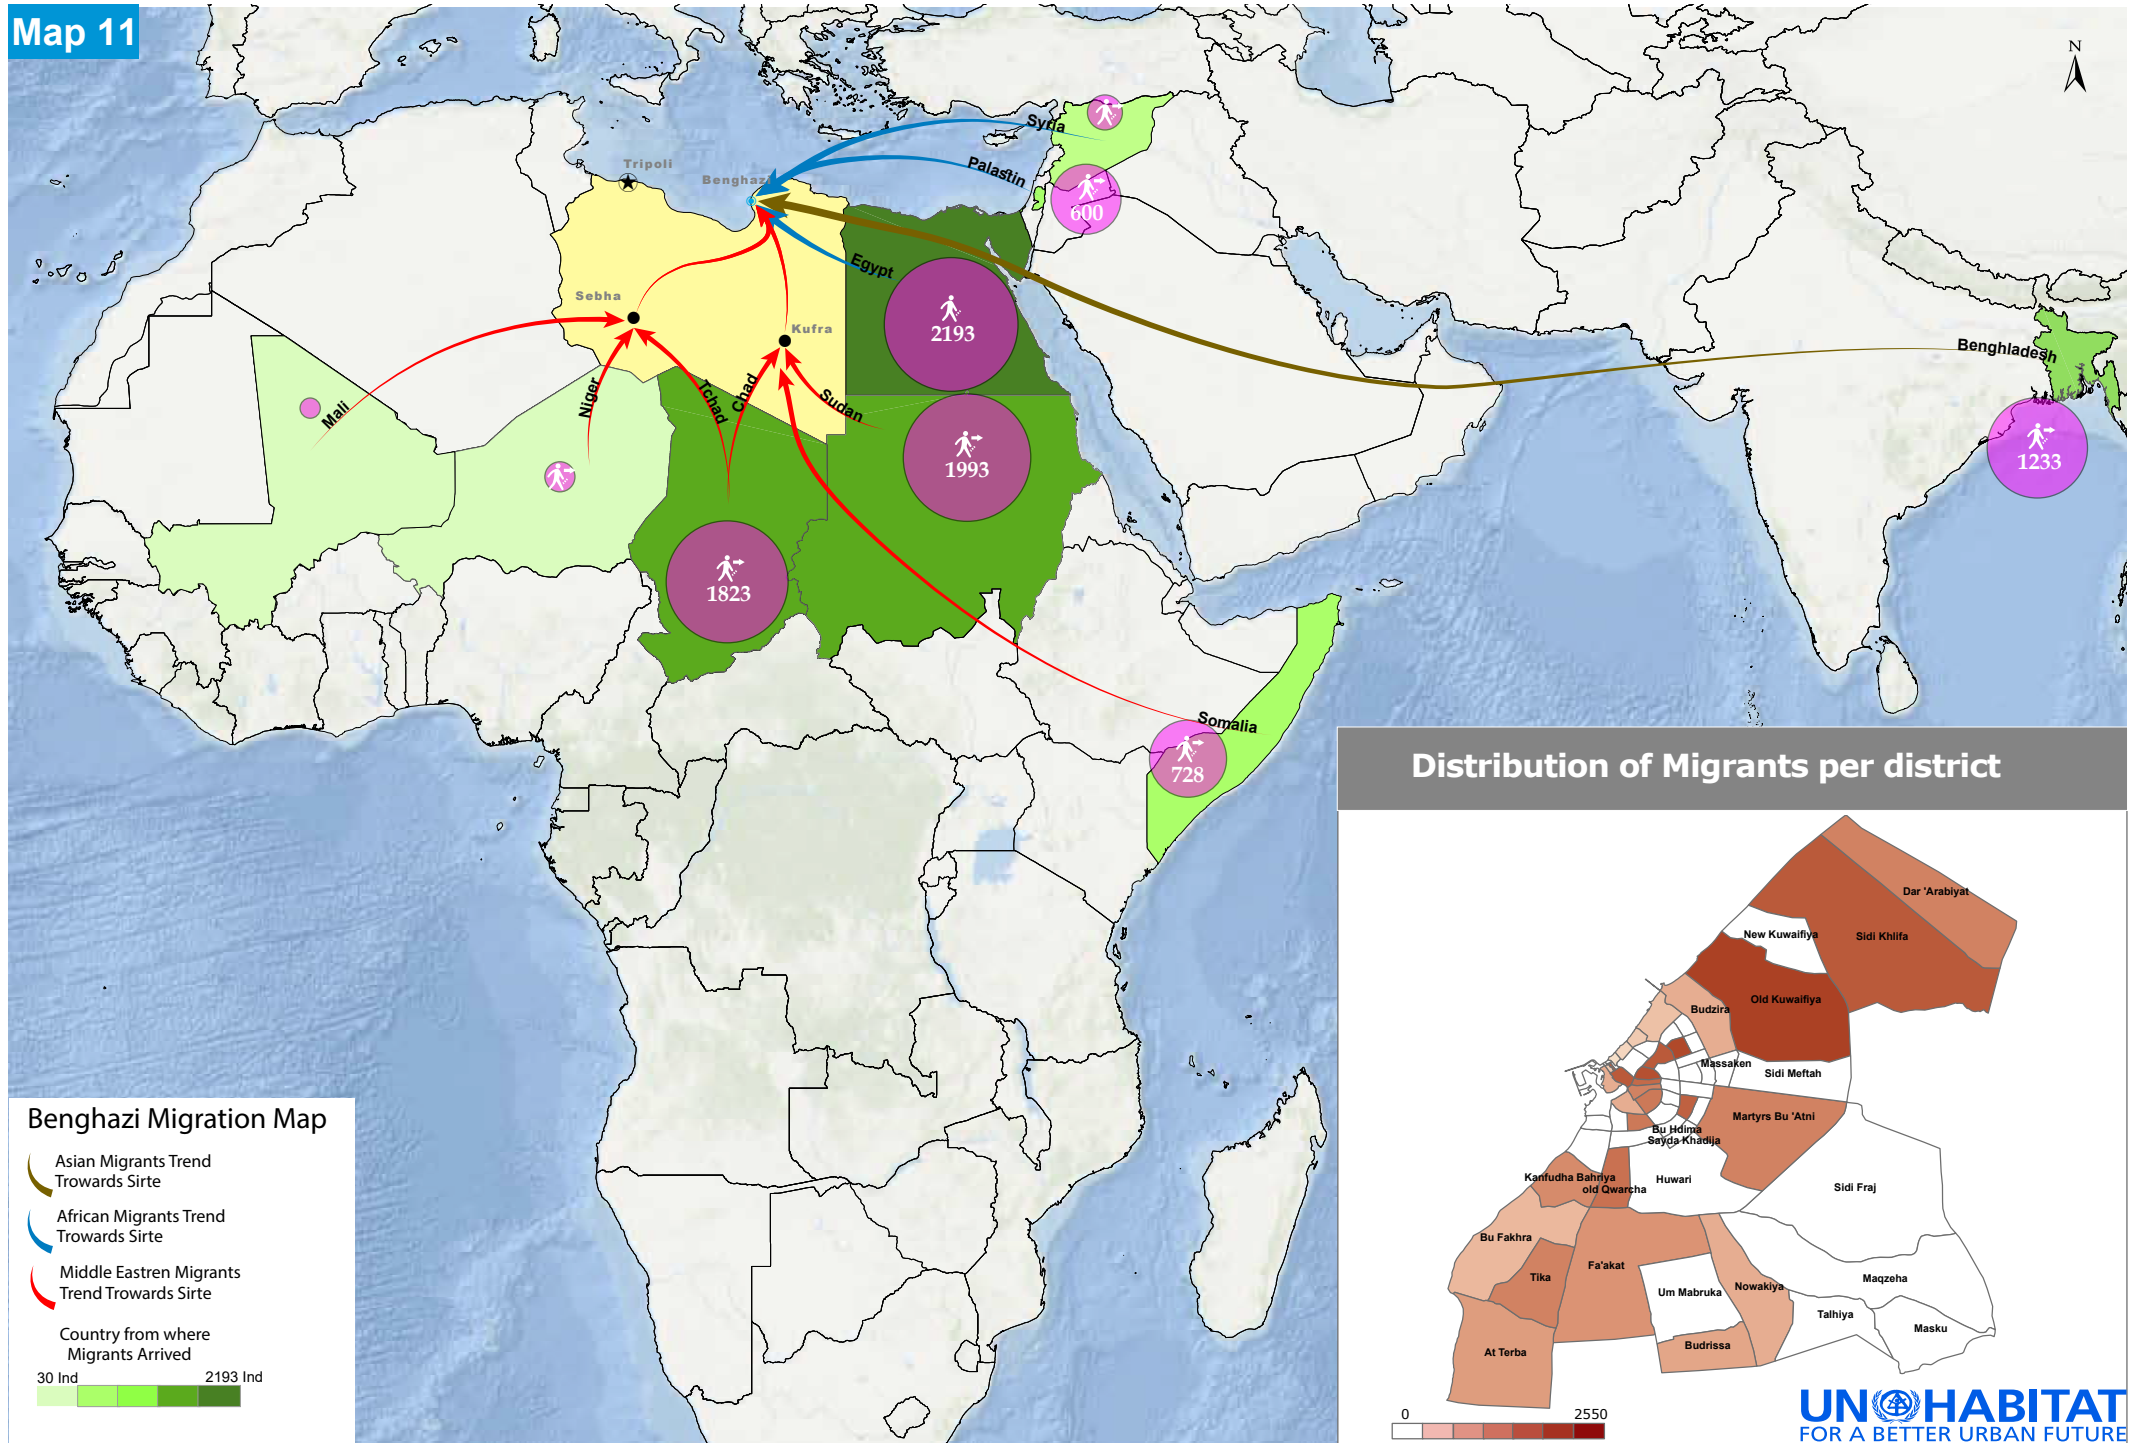 Map 11
N
Syria
Palastin
600
Tripoli
Benghazi
Egypt
2193
Sebha
Kufra
Benghladesh
1233
Mali
Niger
Tchad
Chad
Sudan
1993
1823
Somalia
728
Distribution of Migrants per district
Dar 'Arabiyat
New Kuwaifiya
Sidi Khlifa
Old Kuwaifiya
Budzira
Massaken
Sidi Meftah
Martyrs Bu 'Atni
Bu Hdima
Sayda Khadija
Kanfudha Bahriya
old Qwarcha
Huwari
Sidi Fraj
Bu Fakhra
Tika
Fa'akat
Um Mabruka
Nowakiya
Maqzeha
Talhiya
Masku
Budrissa
At Terba
0 2550
Benghazi Migration Map
Asian Migrants Trend
Trowards Sirte
African Migrants Trend
Trowards Sirte
Middle Eastren Migrants
Trend Trowards Sirte
Country from where
Migrants Arrived
30 Ind 2193 Ind
UN HABITAT
FOR A BETTER URBAN FUTURE